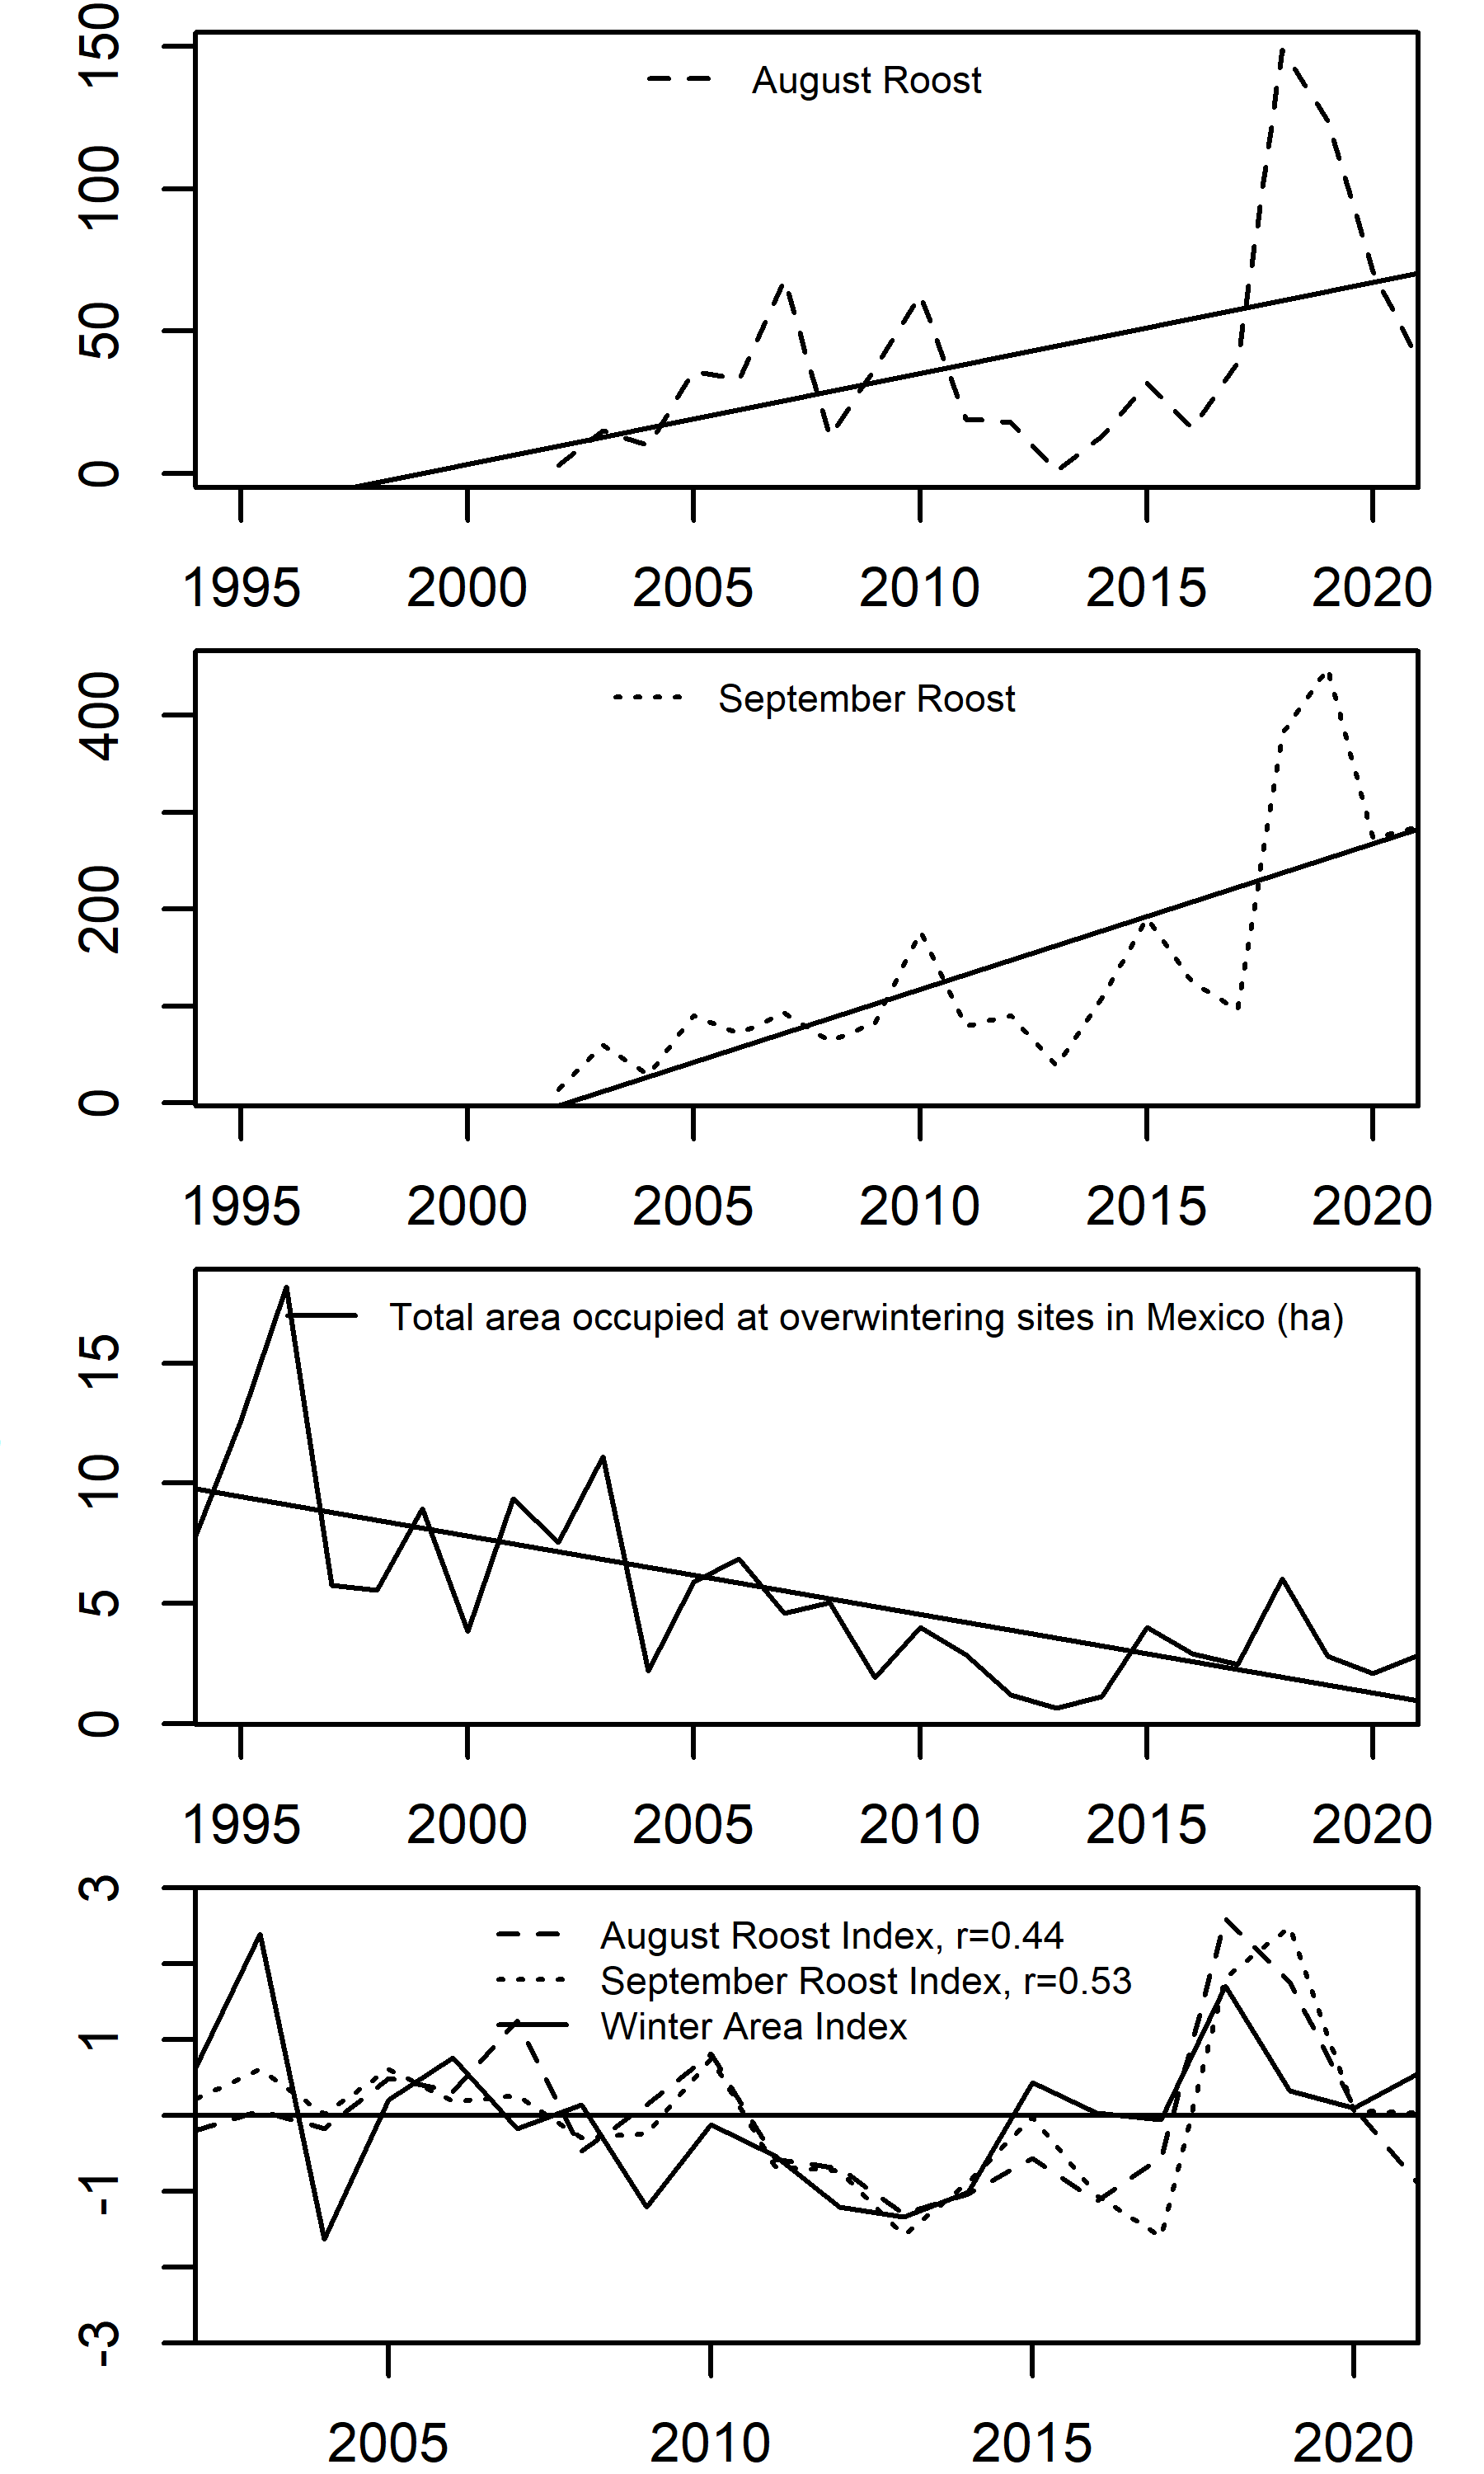 150
100
50
0
August Roost
1995 2000 2005 2010 2015 2020
400
200
0
September Roost
1995 2000 2005 2010 2015 2020
15
10
5
0
Total area occupied at overwintering sites in Mexico (ha)
1995 2000 2005 2010 2015 2020
3
1
-1
-3
August Roost Index, r=0.44
September Roost Index, r=0.53
Winter Area Index
2005 2010 2015 2020